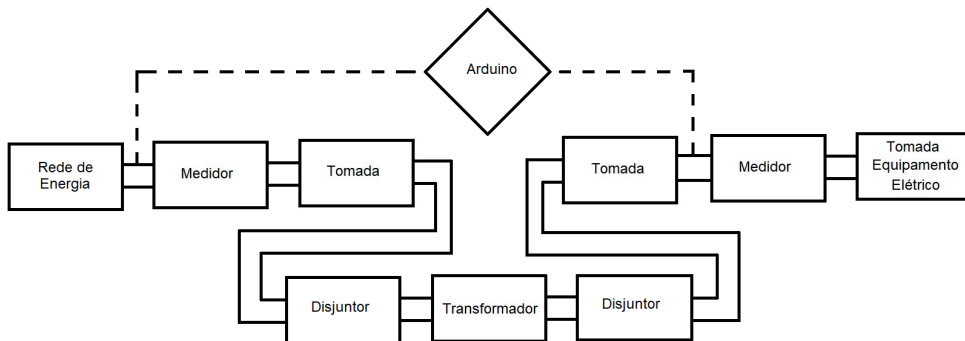 Arduino
Rede de
Energia
Medidor
Tomada
Tomada
Medidor
Tomada
Equipamento
Elétrico
Disjuntor
Transformador
Disjuntor